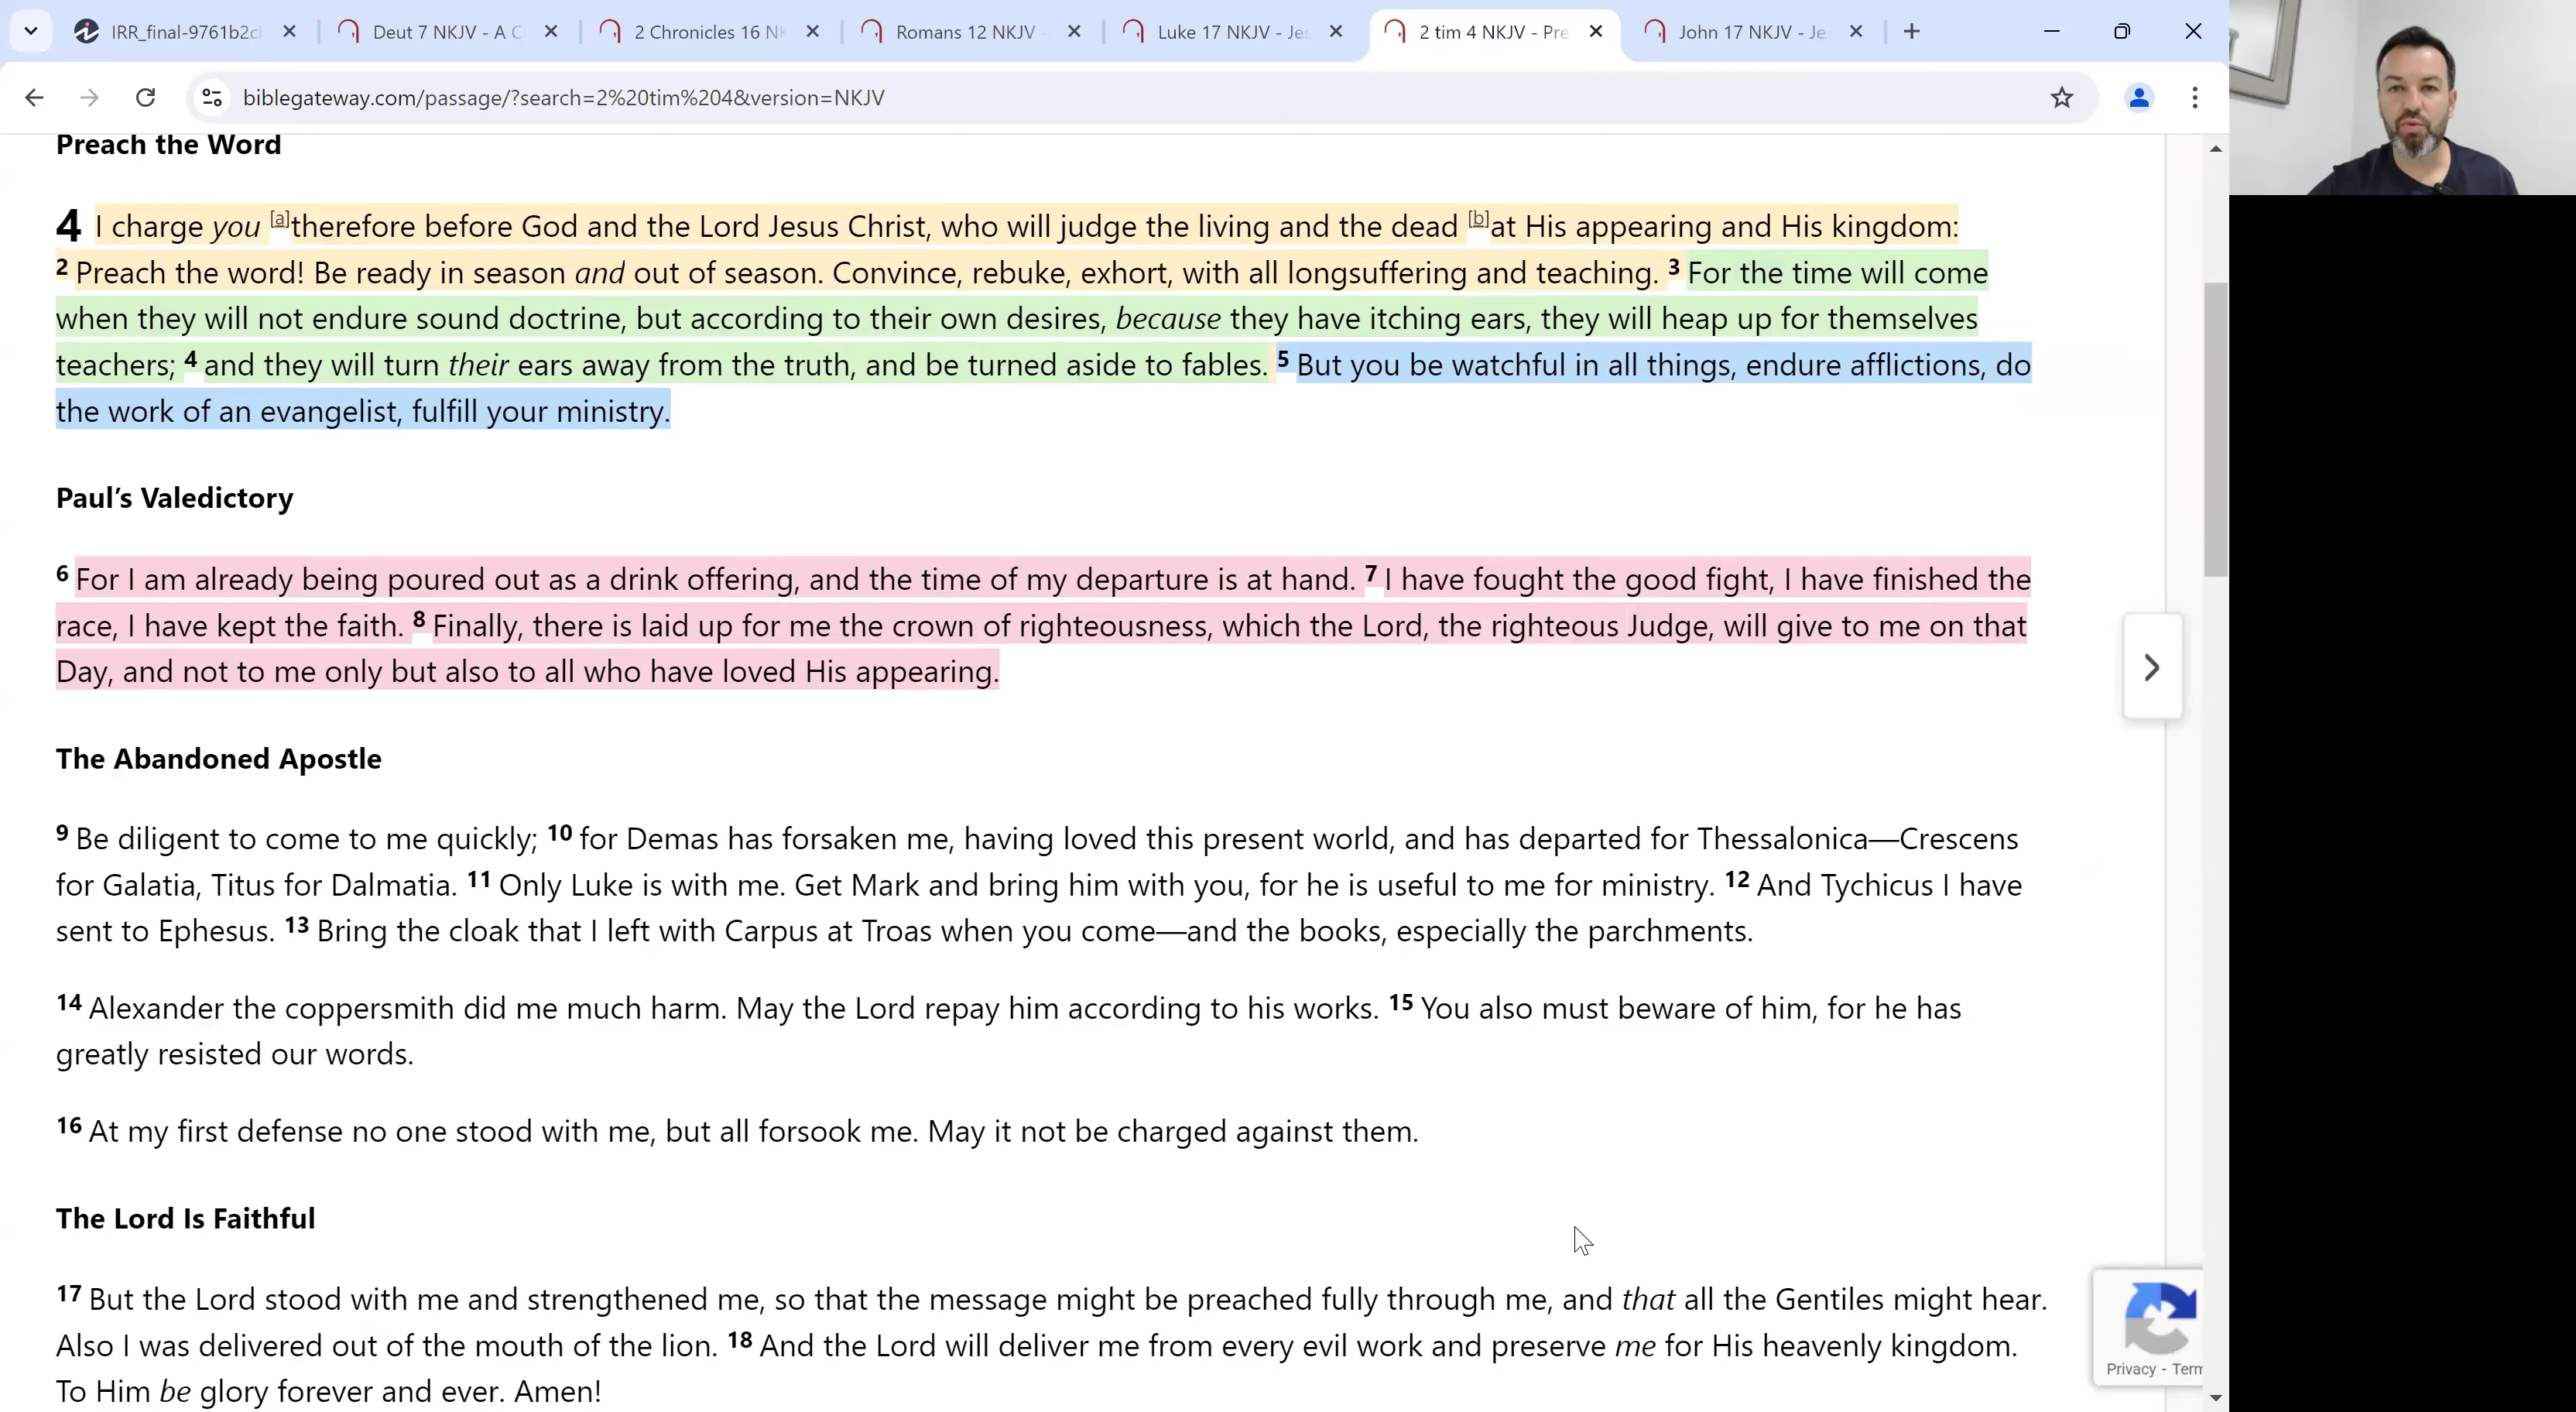 IRR_final-9761b2c
Deut 7 NKJV - A C
2 Chronicles 16 NK
Romans 12 NKJV -
Luke 17 NKJV - Jes
2 tim 4 NKJV - Pre
John 17 NKJV - Je
biblegateway.com/passage/?search=2%20tim%204&version=NKJV
Preach the Word
4 I charge you [a]therefore before God and the Lord Jesus Christ, who will judge the living and the dead [b]at His appearing and His kingdom:
2 Preach the word! Be ready in season and out of season. Convince, rebuke, exhort, with all longsuffering and teaching. 3 For the time will come
when they will not endure sound doctrine, but according to their own desires, because they have itching ears, they will heap up for themselves
teachers; 4 and they will turn their ears away from the truth, and be turned aside to fables. 5 But you be watchful in all things, endure afflictions, do
the work of an evangelist, fulfill your ministry.
Paul’s Valedictory
6 For I am already being poured out as a drink offering, and the time of my departure is at hand. 7 I have fought the good fight, I have finished the
race, I have kept the faith. 8 Finally, there is laid up for me the crown of righteousness, which the Lord, the righteous Judge, will give to me on that
Day, and not to me only but also to all who have loved His appearing.
The Abandoned Apostle
9 Be diligent to come to me quickly; 10 for Demas has forsaken me, having loved this present world, and has departed for Thessalonica—Crescens
for Galatia, Titus for Dalmatia. 11 Only Luke is with me. Get Mark and bring him with you, for he is useful to me for ministry. 12 And Tychicus I have
sent to Ephesus. 13 Bring the cloak that I left with Carpus at Troas when you come—and the books, especially the parchments.
14 Alexander the coppersmith did me much harm. May the Lord repay him according to his works. 15 You also must beware of him, for he has
greatly resisted our words.
16 At my first defense no one stood with me, but all forsook me. May it not be charged against them.
The Lord Is Faithful
17 But the Lord stood with me and strengthened me, so that the message might be preached fully through me, and that all the Gentiles might hear.
Also I was delivered out of the mouth of the lion. 18 And the Lord will deliver me from every evil work and preserve me for His heavenly kingdom.
To Him be glory forever and ever. Amen!
Privacy - Term